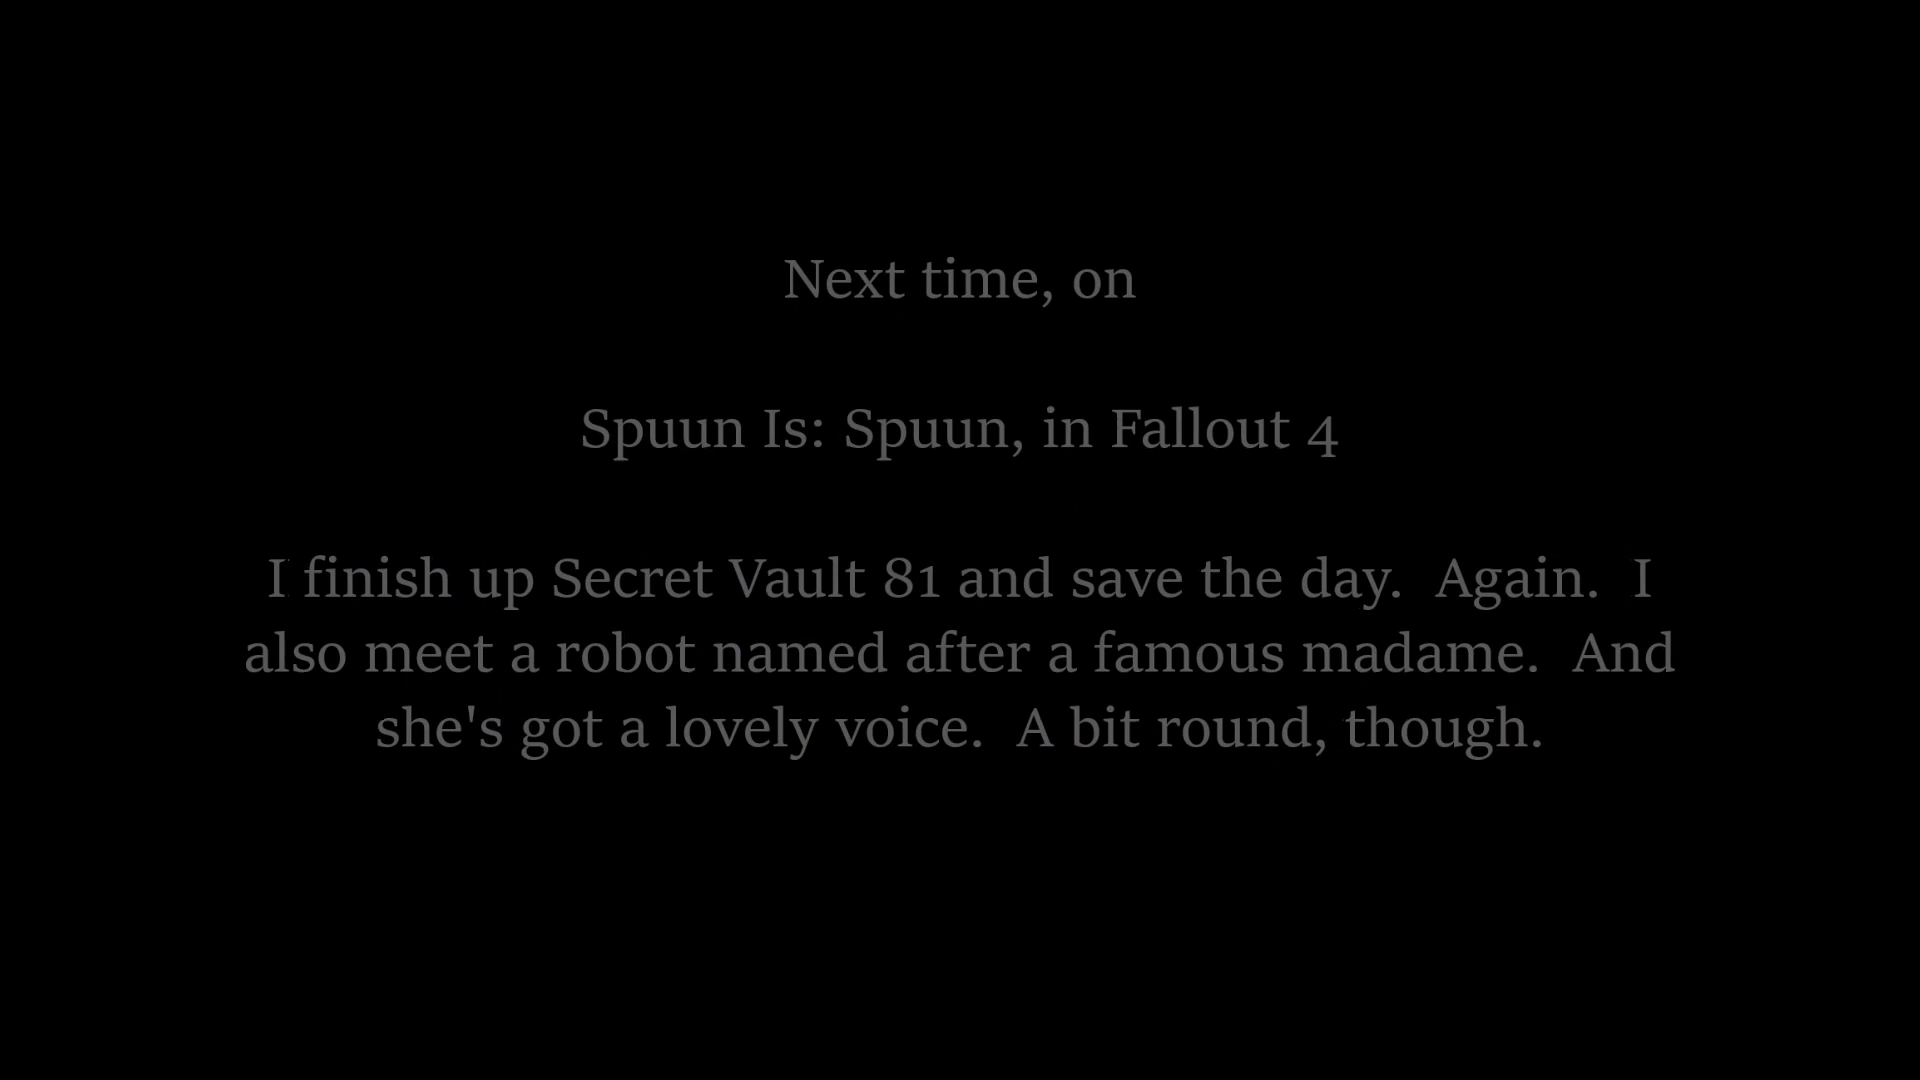 Next time, on
Spuun Is: Spuun, in Fallout 4
I finish up Secret Vault 81 and save the day.  Again.  I
also meet a robot named after a famous madame.  And
she's got a lovely voice.  A bit round, though.